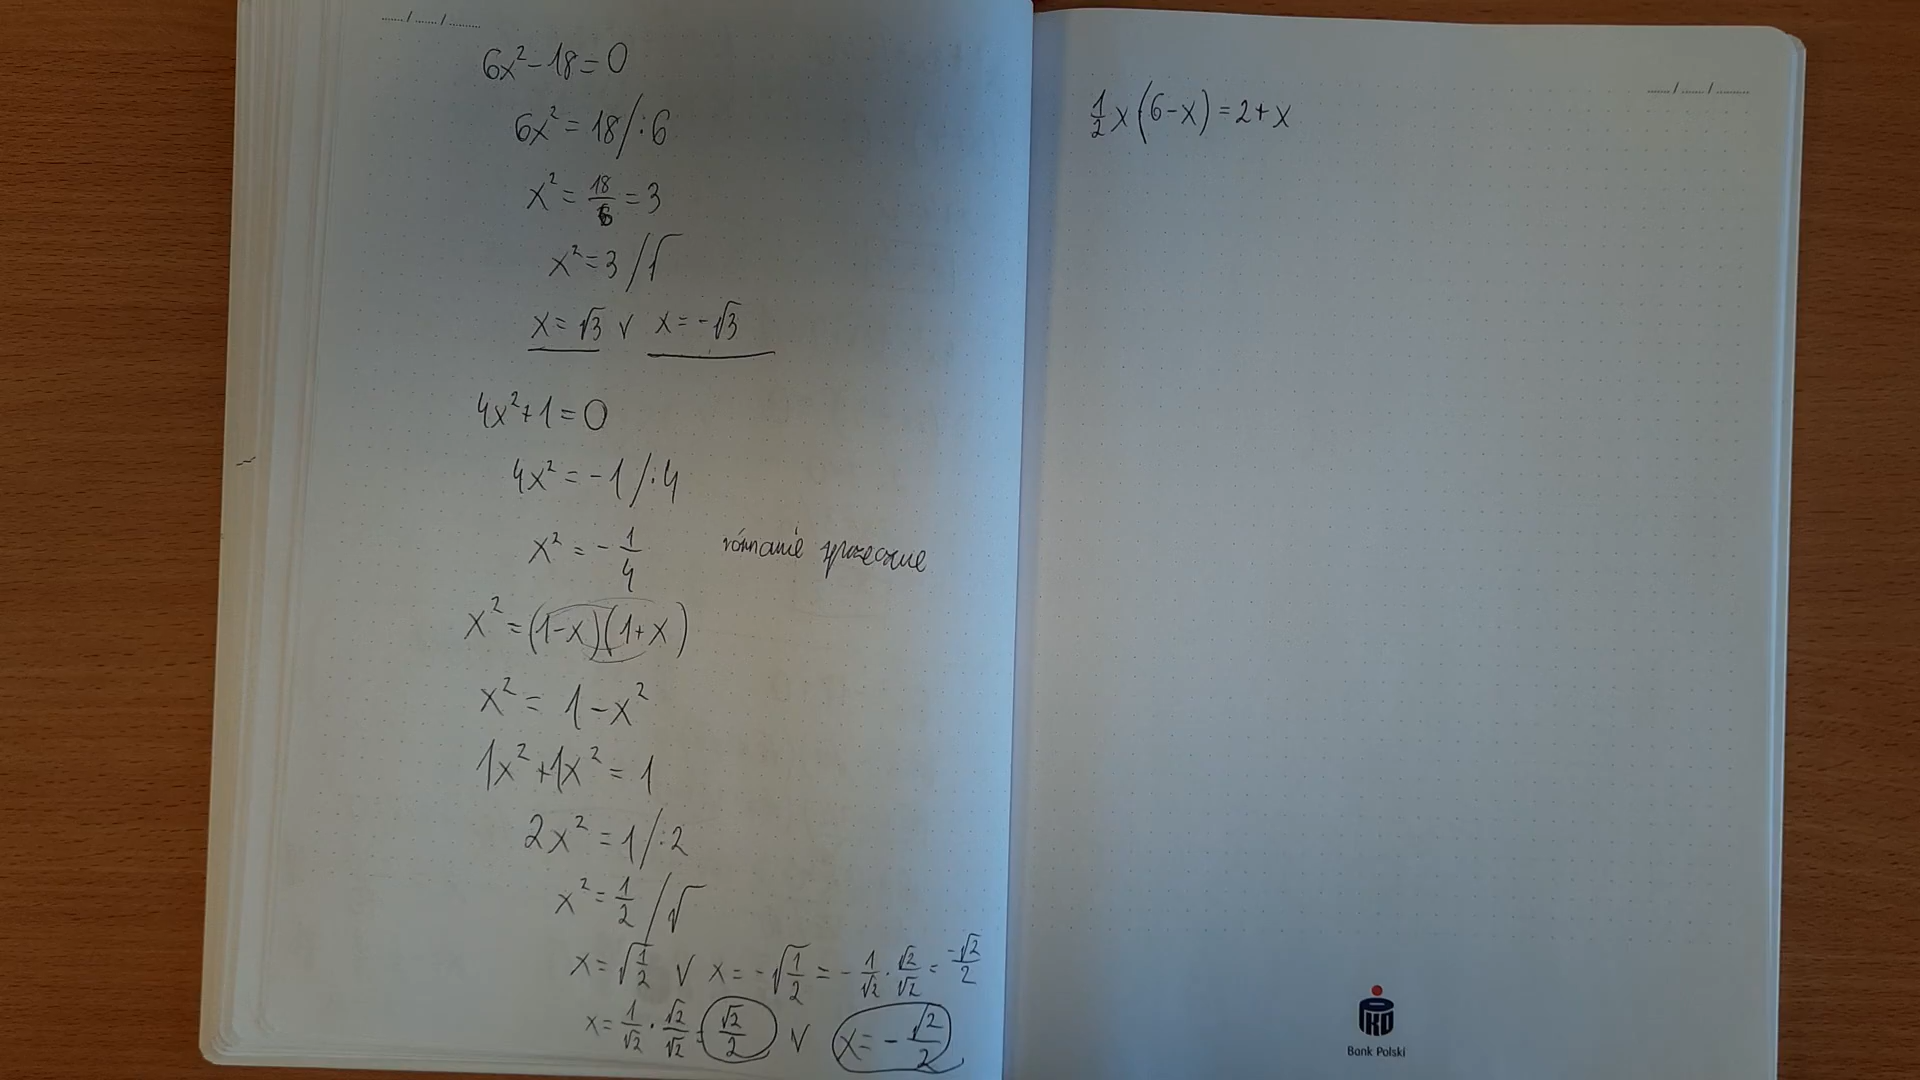 ...... / ...... / .........
6x² - 18 = 0
6x² = 18 /:6
x² = 18/6 = 3
x² = 3 /√
x = √3 ∨ x = -√3
4x² + 1 = 0
4x² = -1 /:4
x² = - 1/4 równanie sprzeczne
x² = (1-x)(1+x)
x² = 1 - x²
1x² + 1x² = 1
2x² = 1 /:2
x² = 1/2 /√
x = √(1/2) ∨ x = -√(1/2) = - 1/√2 · √2/√2 = -√2/2
x = 1/√2 · √2/√2 = √2/2 ∨ x = - √2/2
...... / ...... / .........
1/2 x (6-x) = 2 + x
PKO
Bank Polski